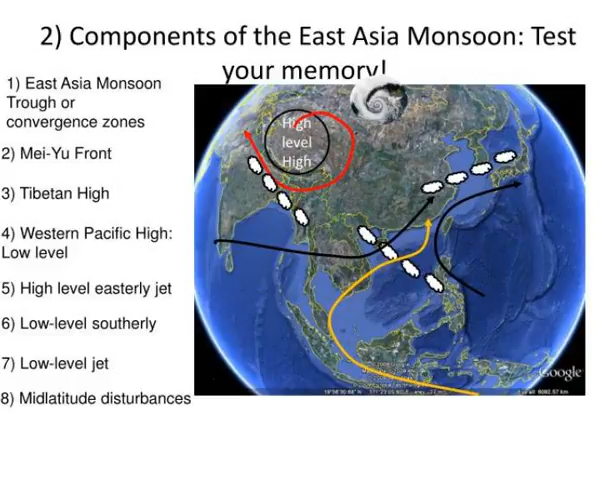 2) Components of the East Asia Monsoon: Test
your memory!
1) East Asia Monsoon
Trough or
convergence zones
2) Mei-Yu Front
3) Tibetan High
4) Western Pacific High:
Low level
5) High level easterly jet
6) Low-level southerly
7) Low-level jet
8) Midlatitude disturbances
High
level
High
Google